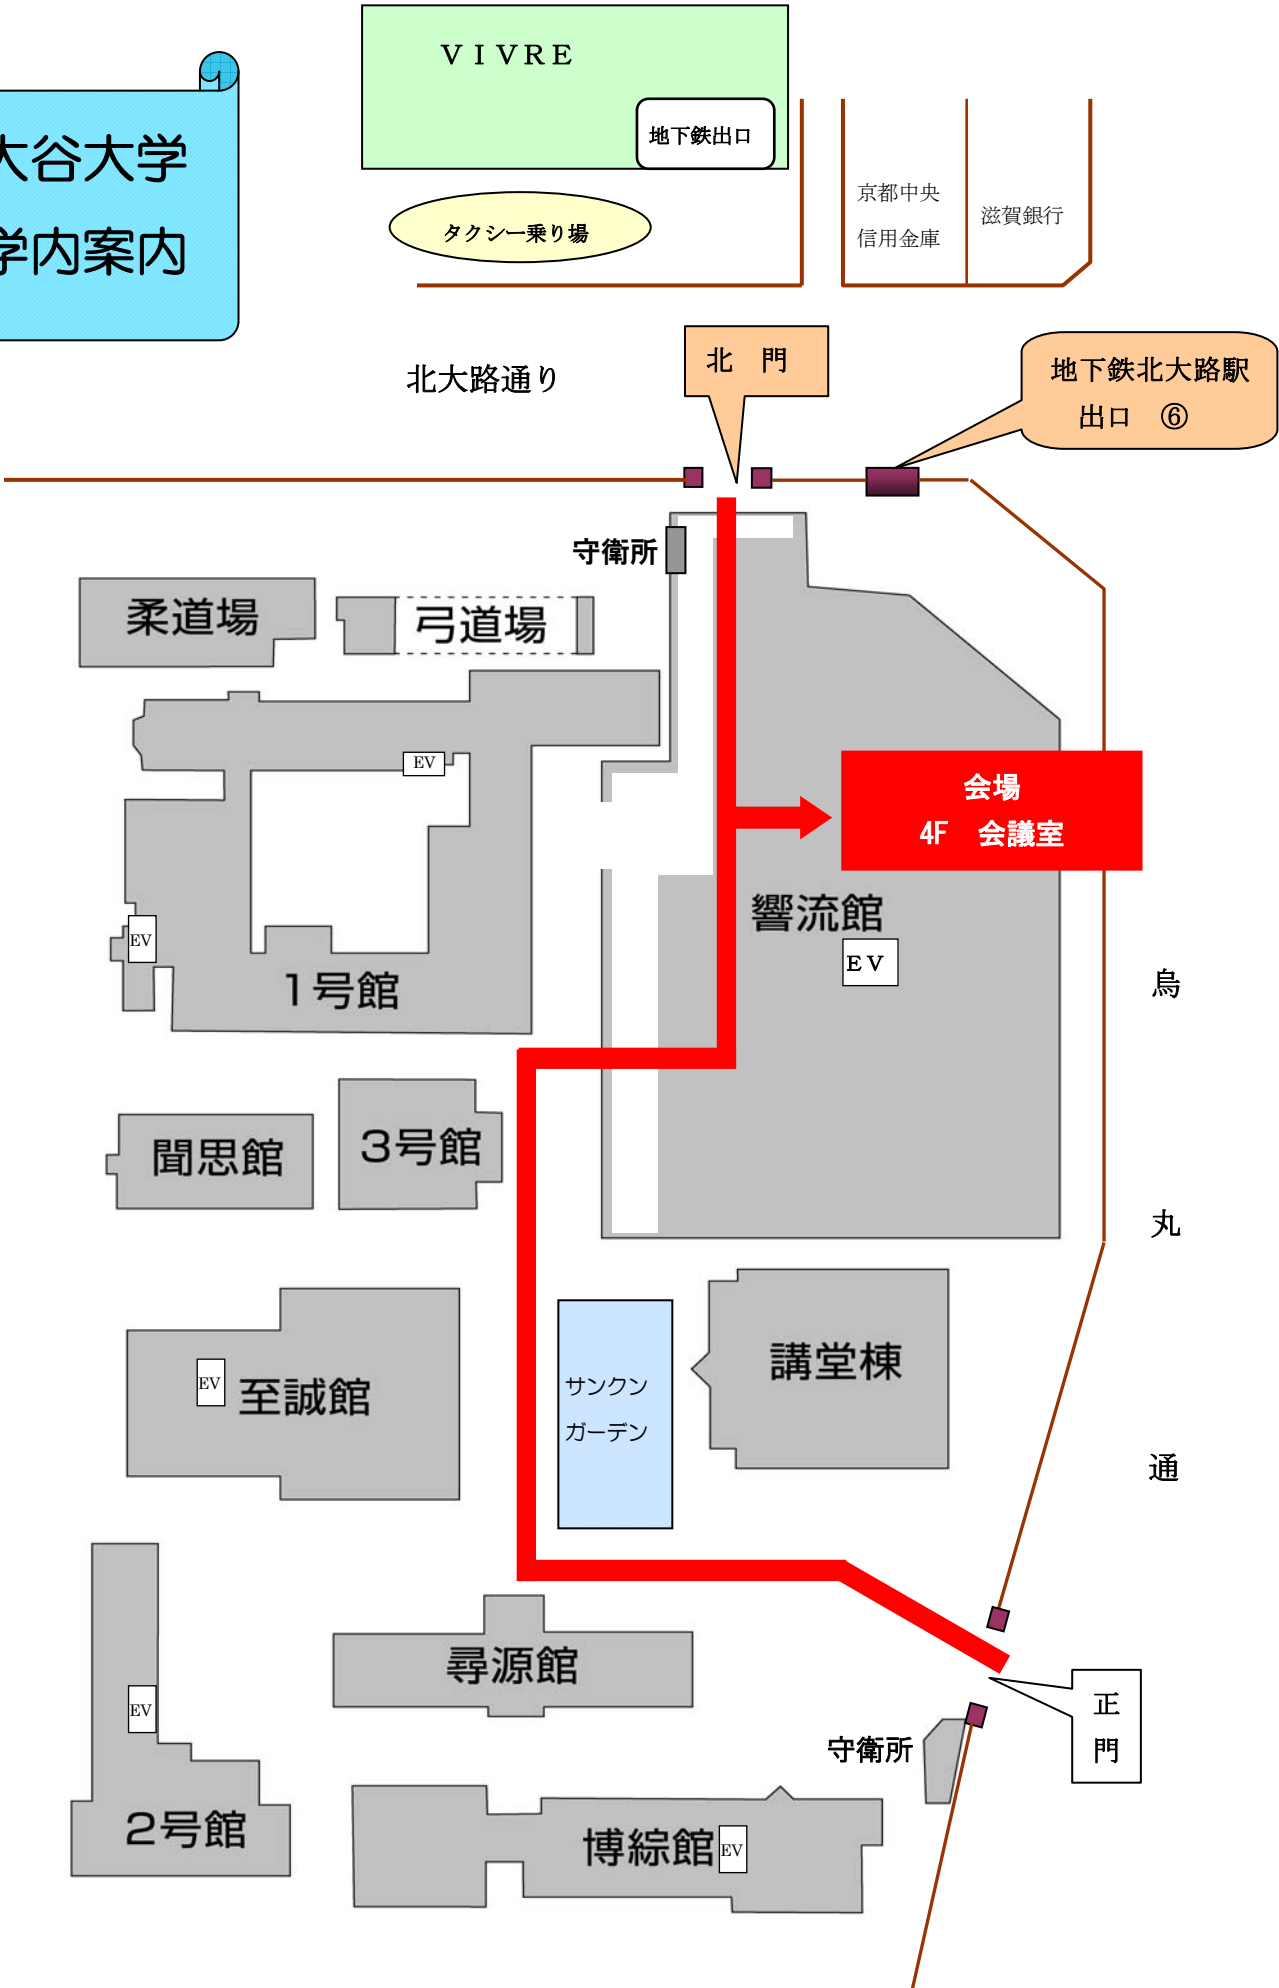 ＶＩＶＲＥ
地下鉄出口
大谷大学
学内案内
タクシー乗り場
京都中央
信用金庫
滋賀銀行
北大路通り
北　門
地下鉄北大路駅
出口　⑥
守衛所
柔道場
弓道場
EV
会場
4F　会議室
響流館
ＥＶ
EV
1号館
烏
丸
通
聞思館
3号館
講堂棟
サンクン
ガーデン
EV
至誠館
尋源館
EV
2号館
正
門
守衛所
博綜館
EV